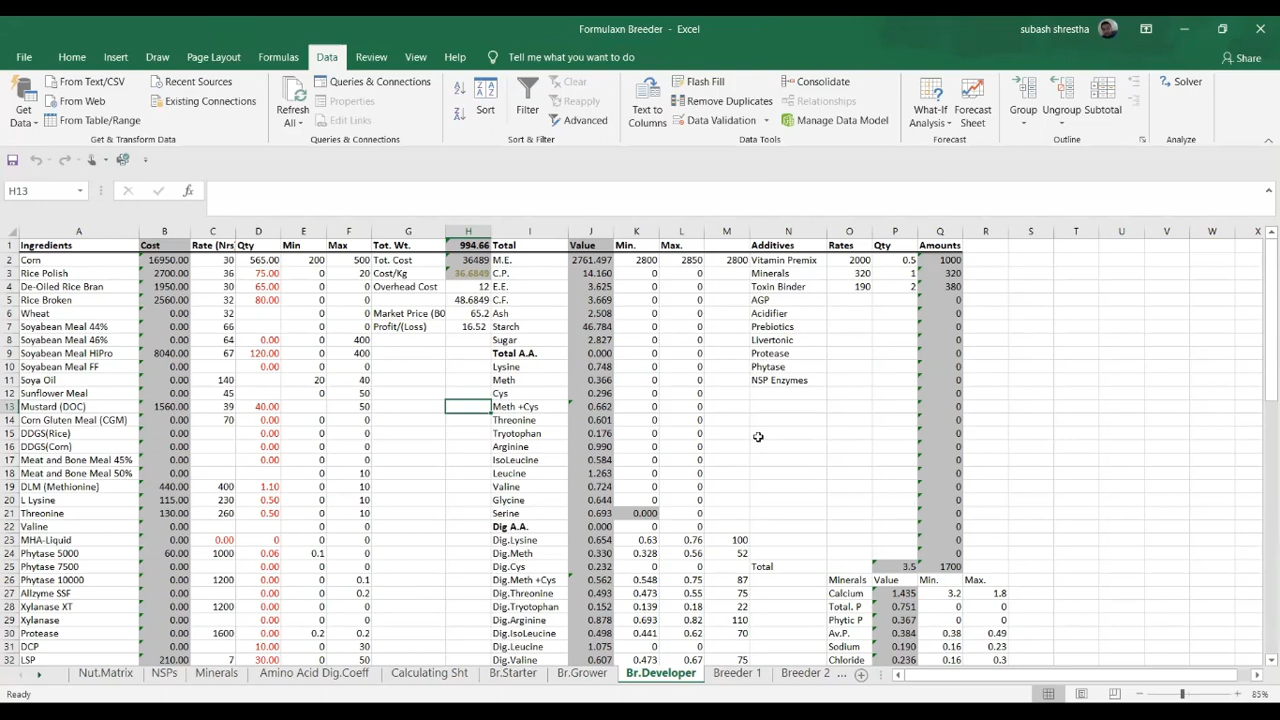 Formulaxn Breeder - Excel
subash shrestha
File Home Insert Draw Page Layout Formulas Data Review View Help Tell me what you want to do Share
From Text/CSV Recent Sources Queries & Connections Clear Flash Fill Consolidate Solver
From Web Existing Connections Properties Reapply Remove Duplicates Relationships
From Table/Range Edit Links Advanced Data Validation Manage Data Model
Get Data Refresh All Sort Filter Text to Columns What-If Analysis Forecast Sheet Group Ungroup Subtotal
Get & Transform Data Queries & Connections Sort & Filter Data Tools Forecast Outline Analyze
H13 fx
A B C D E F G H I J K L M N O P Q R S T U V W X
1 Ingredients Cost Rate (Nrs Qty Min Max Tot. Wt. 994.66 Total Value Min. Max. Additives Rates Qty Amounts
2 Corn 16950.00 30 565.00 200 500 Tot. Cost 36489 M.E. 2761.497 2800 2850 2800 Vitamin Premix 2000 0.5 1000
3 Rice Polish 2700.00 36 75.00 0 20 Cost/Kg 36.6849 C.P. 14.160 0 0 Minerals 320 1 320
4 De-Oiled Rice Bran 1950.00 30 65.00 0 0 Overhead Cost 12 E.E. 3.625 0 0 Toxin Binder 190 2 380
5 Rice Broken 2560.00 32 80.00 0 0 48.6849 C.F. 3.669 0 0 AGP 0
6 Wheat 0.00 32 0 0 Market Price (B0 65.2 Ash 2.508 0 0 Acidifier 0
7 Soyabean Meal 44% 0.00 66 0 0 Profit/(Loss) 16.52 Starch 46.784 0 0 Prebiotics 0
8 Soyabean Meal 46% 0.00 64 0.00 0 400 Sugar 2.827 0 0 Livertonic 0
9 Soyabean Meal HIPro 8040.00 67 120.00 0 400 Total A.A. 0.000 0 0 Protease 0
10 Soyabean Meal FF 0.00 0.00 0 0 Lysine 0.748 0 0 Phytase 0
11 Soya Oil 0.00 140 20 40 Meth 0.366 0 0 NSP Enzymes 0
12 Sunflower Meal 0.00 45 0 50 Cys 0.296 0 0 0
13 Mustard (DOC) 1560.00 39 40.00 50 Meth +Cys 0.662 0 0 0
14 Corn Gluten Meal (CGM) 0.00 70 0.00 0 0 Threonine 0.601 0 0 0
15 DDGS(Rice) 0.00 0.00 0 0 Tryotophan 0.176 0 0 0
16 DDGS(Corn) 0.00 0.00 0 0 Arginine 0.990 0 0 0
17 Meat and Bone Meal 45% 0.00 0.00 0 0 IsoLeucine 0.584 0 0 0
18 Meat and Bone Meal 50% 0.00 0 10 Leucine 1.263 0 0 0
19 DLM (Methionine) 440.00 400 1.10 0 10 Valine 0.724 0 0 0
20 L Lysine 115.00 230 0.50 0 10 Glycine 0.644 0 0 0
21 Threonine 130.00 260 0.50 0 10 Serine 0.693 0.000 0 0
22 Valine 0.00 0 0 Dig A.A. 0.000 0 0 0
23 MHA-Liquid 0.00 0.00 0 0 0 Dig.Lysine 0.654 0.63 0.76 100 0
24 Phytase 5000 60.00 1000 0.06 0.1 0 Dig.Meth 0.330 0.328 0.56 52 0
25 Phytase 7500 0.00 0.00 0 0 Dig.Cys 0.232 0 0 Total 3.5 1700
26 Phytase 10000 0.00 1200 0.00 0 0.1 Dig.Meth +Cys 0.562 0.548 0.75 87 Minerals Value Min. Max.
27 Allzyme SSF 0.00 0.00 0 0.2 Dig.Threonine 0.493 0.473 0.55 75 Calcium 1.435 3.2 1.8
28 Xylanase XT 0.00 1200 0.00 0 0 Dig.Tryotophan 0.152 0.139 0.18 22 Total. P 0.751 0 0
29 Xylanase 0.00 0.00 0 0 Dig.Arginine 0.878 0.693 0.82 110 Phytic P 0.367 0 0
30 Protease 0.00 1600 0.00 0.2 0.2 Dig.IsoLeucine 0.498 0.441 0.62 70 Av.P. 0.384 0.38 0.49
31 DCP 0.00 10.00 0 30 Dig.Leucine 1.075 0 0 Sodium 0.190 0.16 0.23
32 LSP 210.00 7 30.00 0 50 Dig.Valine 0.607 0.473 0.67 75 Chloride 0.236 0.16 0.3
Nut.Matrix NSPs Minerals Amino Acid Dig.Coeff Calculating Sht Br.Starter Br.Grower Br.Developer Breeder 1 Breeder 2 ...
Ready 85%